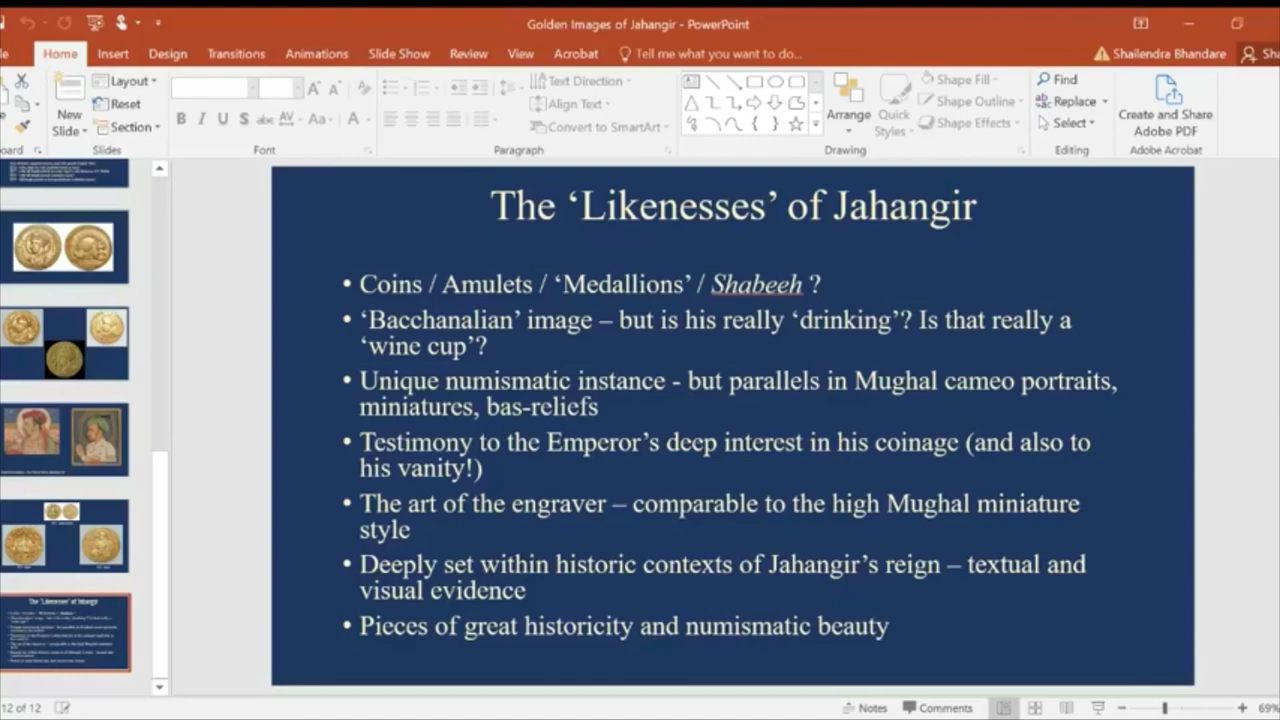 Golden Images of Jahangir - PowerPoint
Home Insert Design Transitions Animations Slide Show Review View Acrobat Tell me what you want to do... Shailendra Bhandare
New Slide
Layout
Reset
Section
Slides
B I U S abc AV Aa A
Font
Text Direction
Align Text
Convert to SmartArt
Paragraph
Arrange
Quick Styles
Shape Fill
Shape Outline
Shape Effects
Drawing
Find
Replace
Select
Editing
Create and Share
Adobe PDF
Adobe Acrobat
The ‘Likenesses’ of Jahangir
• Coins / Amulets / ‘Medallions’ / Shabeeh ?
• ‘Bacchanalian’ image – but is his really ‘drinking’? Is that really a
‘wine cup’?
• Unique numismatic instance - but parallels in Mughal cameo portraits,
miniatures, bas-reliefs
• Testimony to the Emperor’s deep interest in his coinage (and also to
his vanity!)
• The art of the engraver – comparable to the high Mughal miniature
style
• Deeply set within historic contexts of Jahangir’s reign – textual and
visual evidence
• Pieces of great historicity and numismatic beauty
The ‘Likenesses’ of Jahangir
12 of 12
Notes Comments 69%